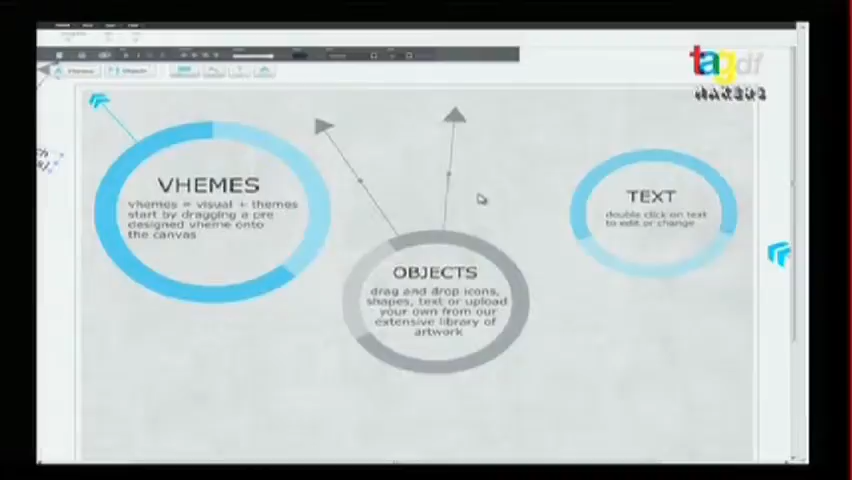 tagdf
MAKERS
VHEMES
vhemes = visual + themes
start by dragging a pre
designed vheme onto
the canvas
OBJECTS
drag and drop icons,
shapes, text or upload
your own from our
extensive library of
artwork
TEXT
double click on text
to edit or change